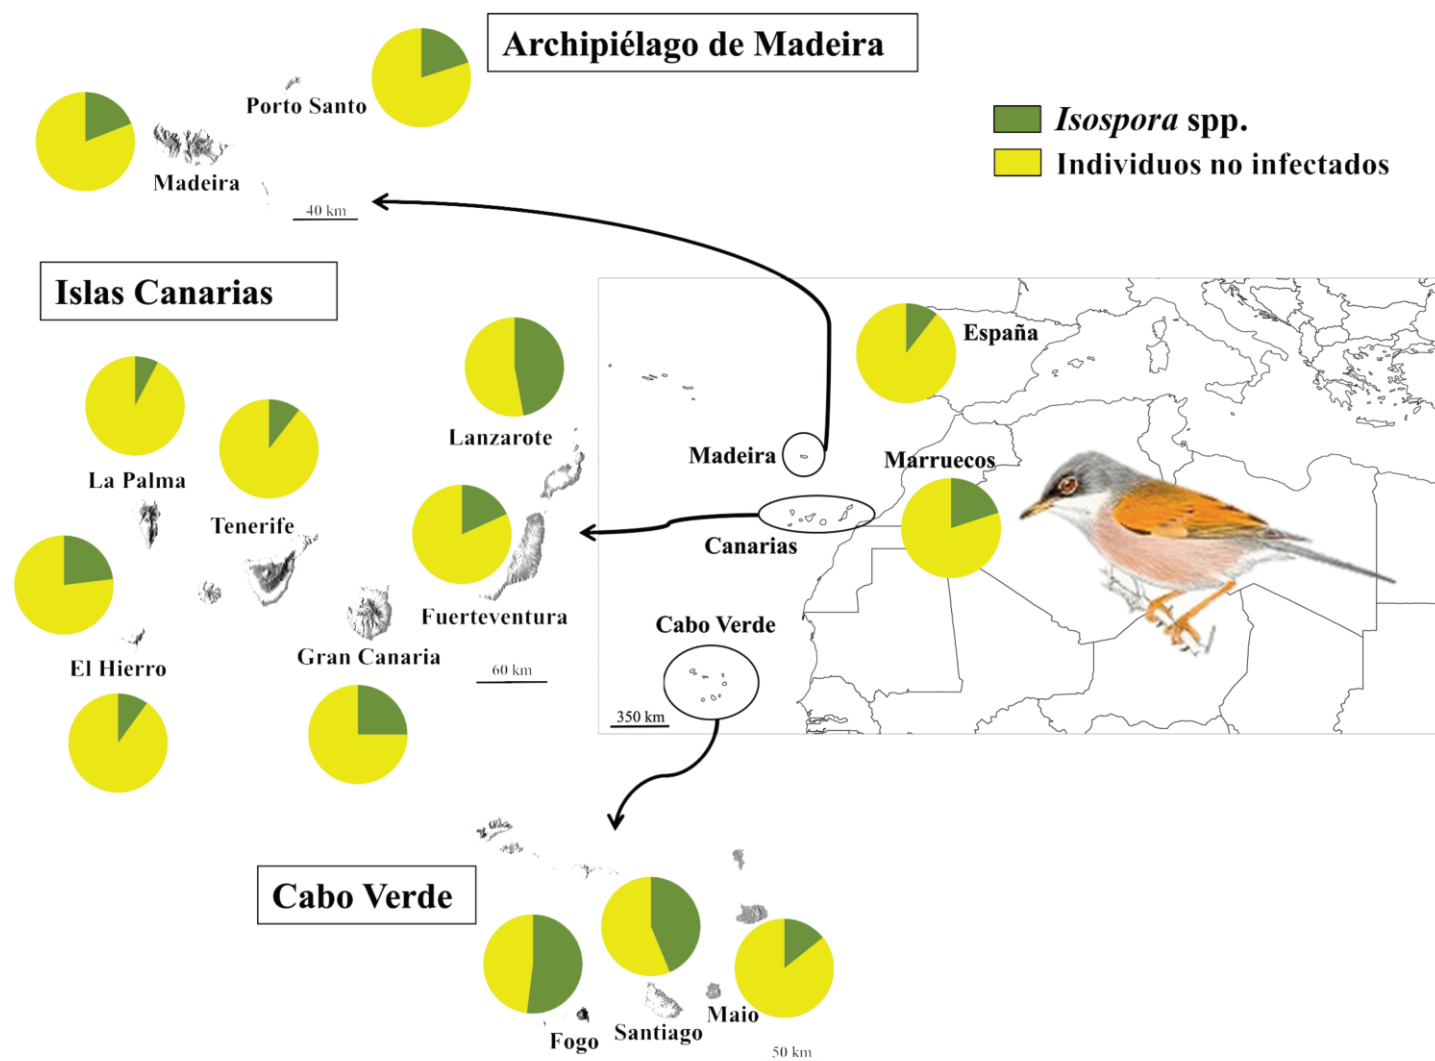 Archipiélago de Madeira
Porto Santo
Madeira
40 km
Isospora spp.
Individuos no infectados
Islas Canarias
Lanzarote
La Palma
Tenerife
Fuerteventura
El Hierro
Gran Canaria
60 km
España
Madeira
Marruecos
Canarias
Cabo Verde
350 km
Cabo Verde
Fogo
Santiago
Maio
50 km